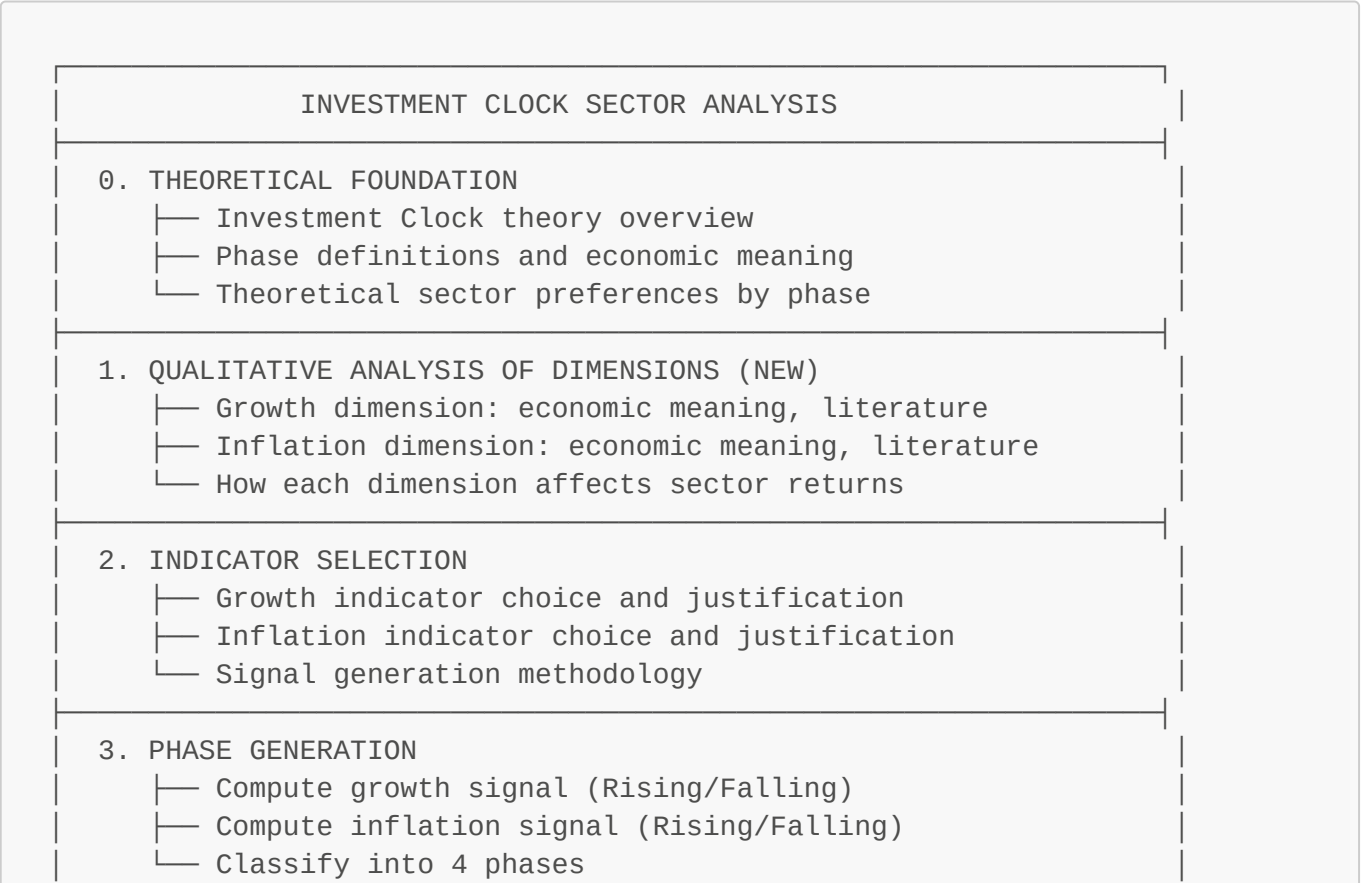 INVESTMENT CLOCK SECTOR ANALYSIS
0. THEORETICAL FOUNDATION
├── Investment Clock theory overview
├── Phase definitions and economic meaning
└── Theoretical sector preferences by phase
1. QUALITATIVE ANALYSIS OF DIMENSIONS (NEW)
├── Growth dimension: economic meaning, literature
├── Inflation dimension: economic meaning, literature
└── How each dimension affects sector returns
2. INDICATOR SELECTION
├── Growth indicator choice and justification
├── Inflation indicator choice and justification
└── Signal generation methodology
3. PHASE GENERATION
├── Compute growth signal (Rising/Falling)
├── Compute inflation signal (Rising/Falling)
└── Classify into 4 phases